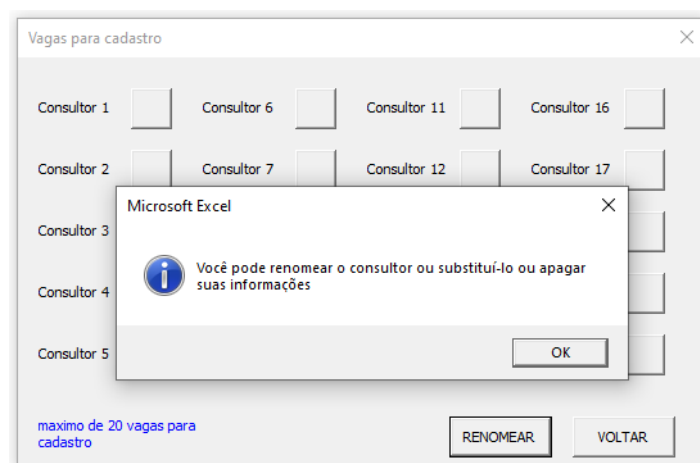 Vagas para cadastro
Consultor 1
Consultor 6
Consultor 11
Consultor 16
Consultor 2
Consultor 7
Consultor 12
Consultor 17
Microsoft Excel
Consultor 3
Você pode renomear o consultor ou substituí-lo ou apagar
suas informações
Consultor 4
OK
Consultor 5
maximo de 20 vagas para
cadastro
RENOMEAR
VOLTAR